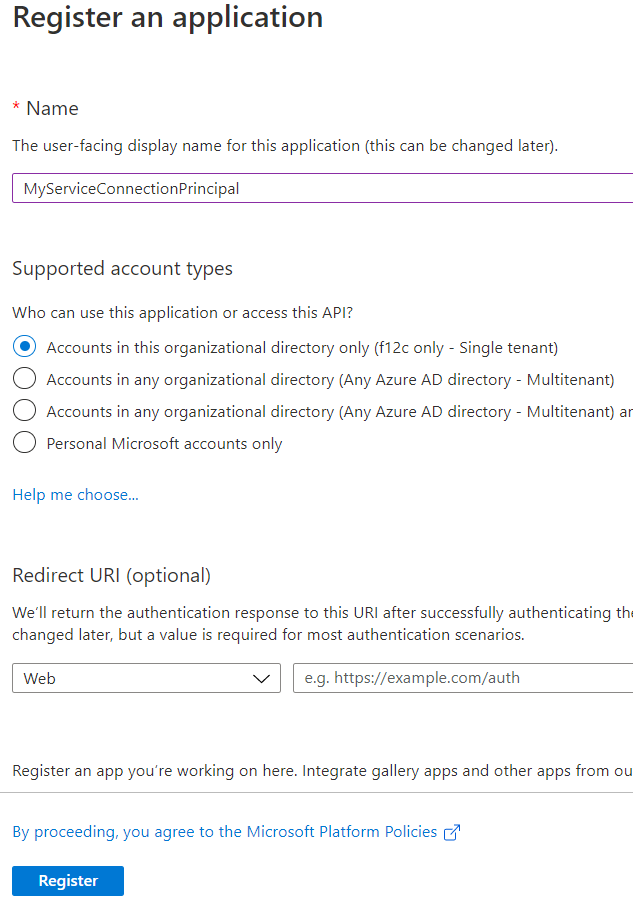 Register an application
* Name
The user-facing display name for this application (this can be changed later).
MyServiceConnectionPrincipal
Supported account types
Who can use this application or access this API?
Accounts in this organizational directory only (f12c only - Single tenant)
Accounts in any organizational directory (Any Azure AD directory - Multitenant)
Accounts in any organizational directory (Any Azure AD directory - Multitenant)
Personal Microsoft accounts only
Help me choose...
Redirect URI (optional)
We'll return the authentication response to this URI after successfully authenticating
changed later, but a value is required for most authentication scenarios.
Web
e.g. https://example.com/auth
Register an app you're working on here. Integrate gallery apps and other apps from
By proceeding, you agree to the Microsoft Platform Policies
Register